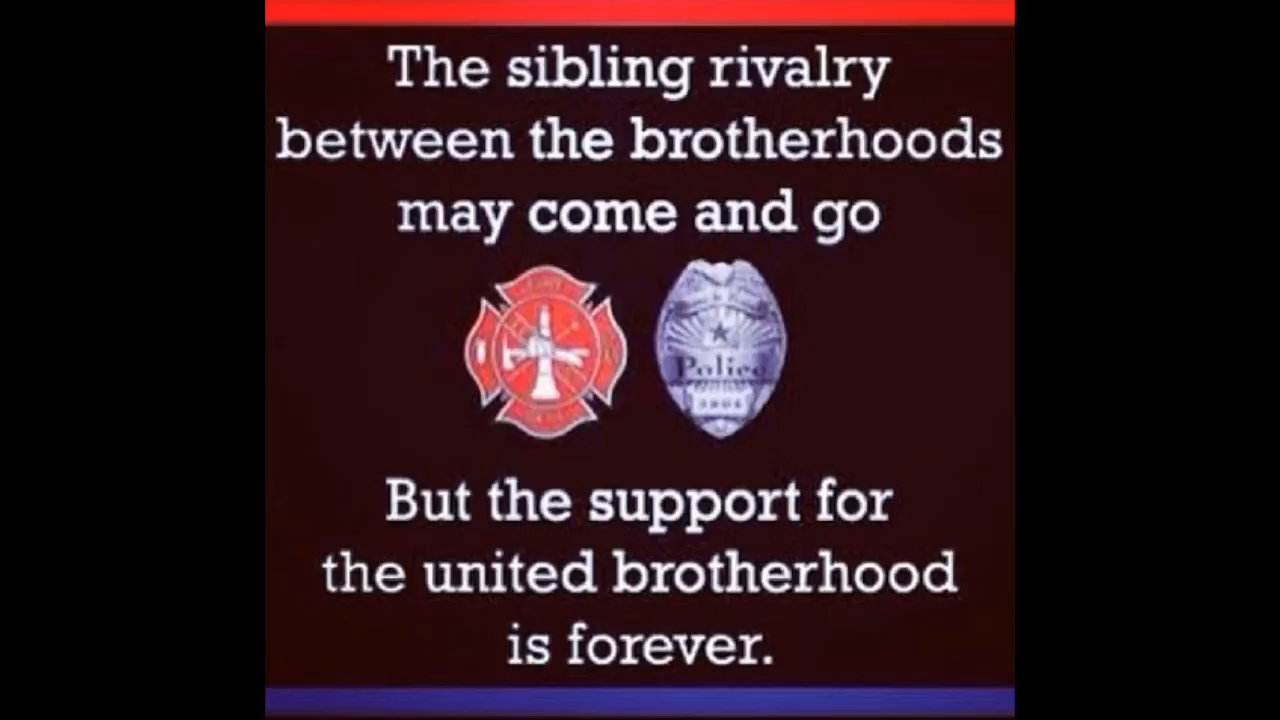 The sibling rivalry
between the brotherhoods
may come and go
Police
But the support for
the united brotherhood
is forever.